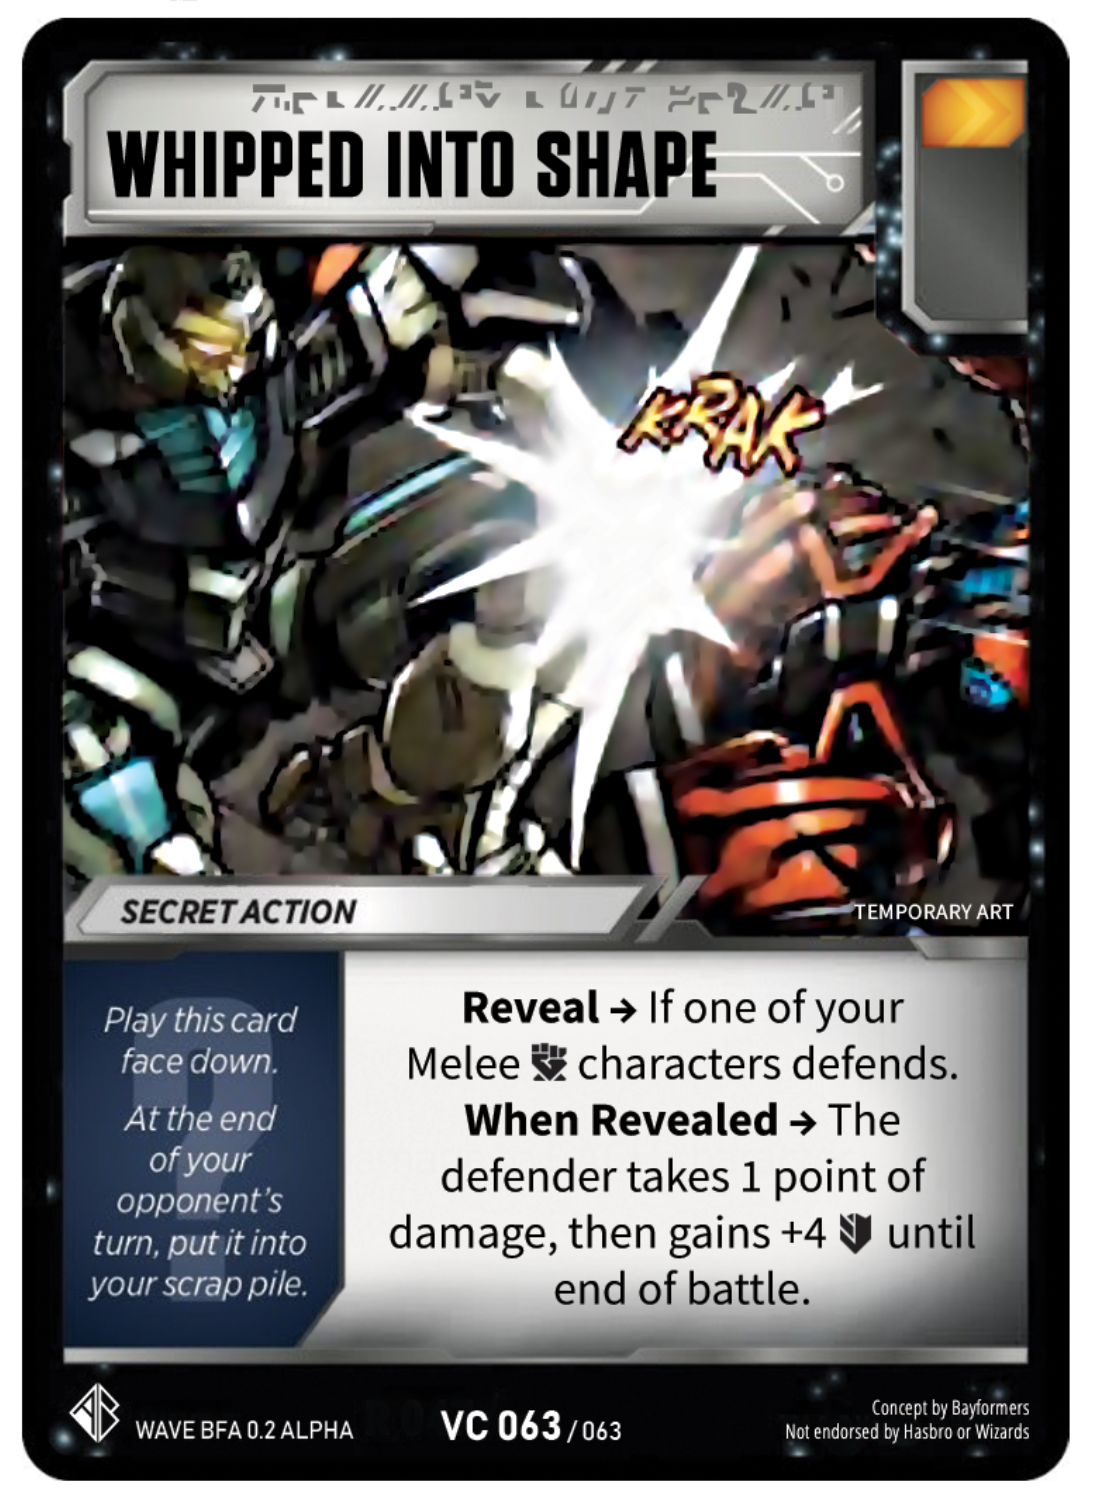 WHIPPED INTO SHAPE
KRAK
SECRET ACTION
TEMPORARY ART
Play this card
face down.
At the end
of your
opponent's
turn, put it into
your scrap pile.
Reveal → If one of your
Melee characters defends.
When Revealed → The
defender takes 1 point of
damage, then gains +4 until
end of battle.
WAVE BFA 0.2 ALPHA
VC 063 / 063
Concept by Bayformers
Not endorsed by Hasbro or Wizards